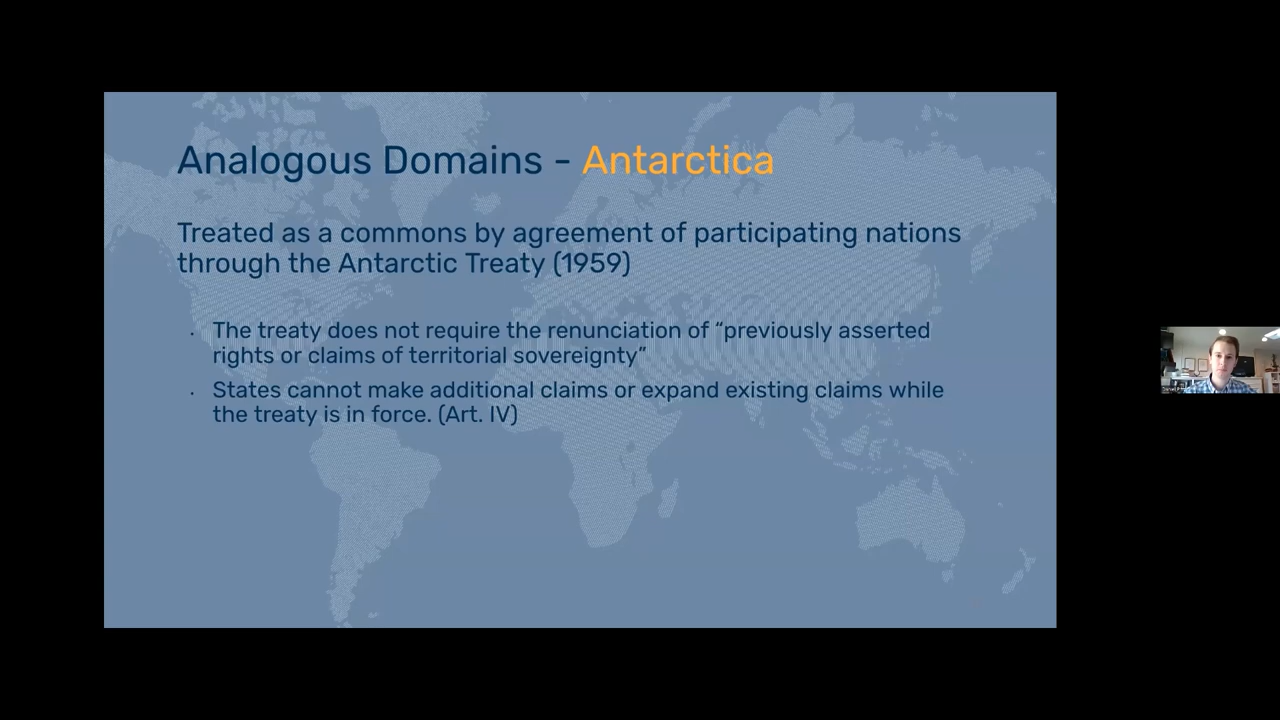 Analogous Domains - Antarctica
Treated as a commons by agreement of participating nations
through the Antarctic Treaty (1959)
· The treaty does not require the renunciation of “previously asserted
rights or claims of territorial sovereignty”
· States cannot make additional claims or expand existing claims while
the treaty is in force. (Art. IV)